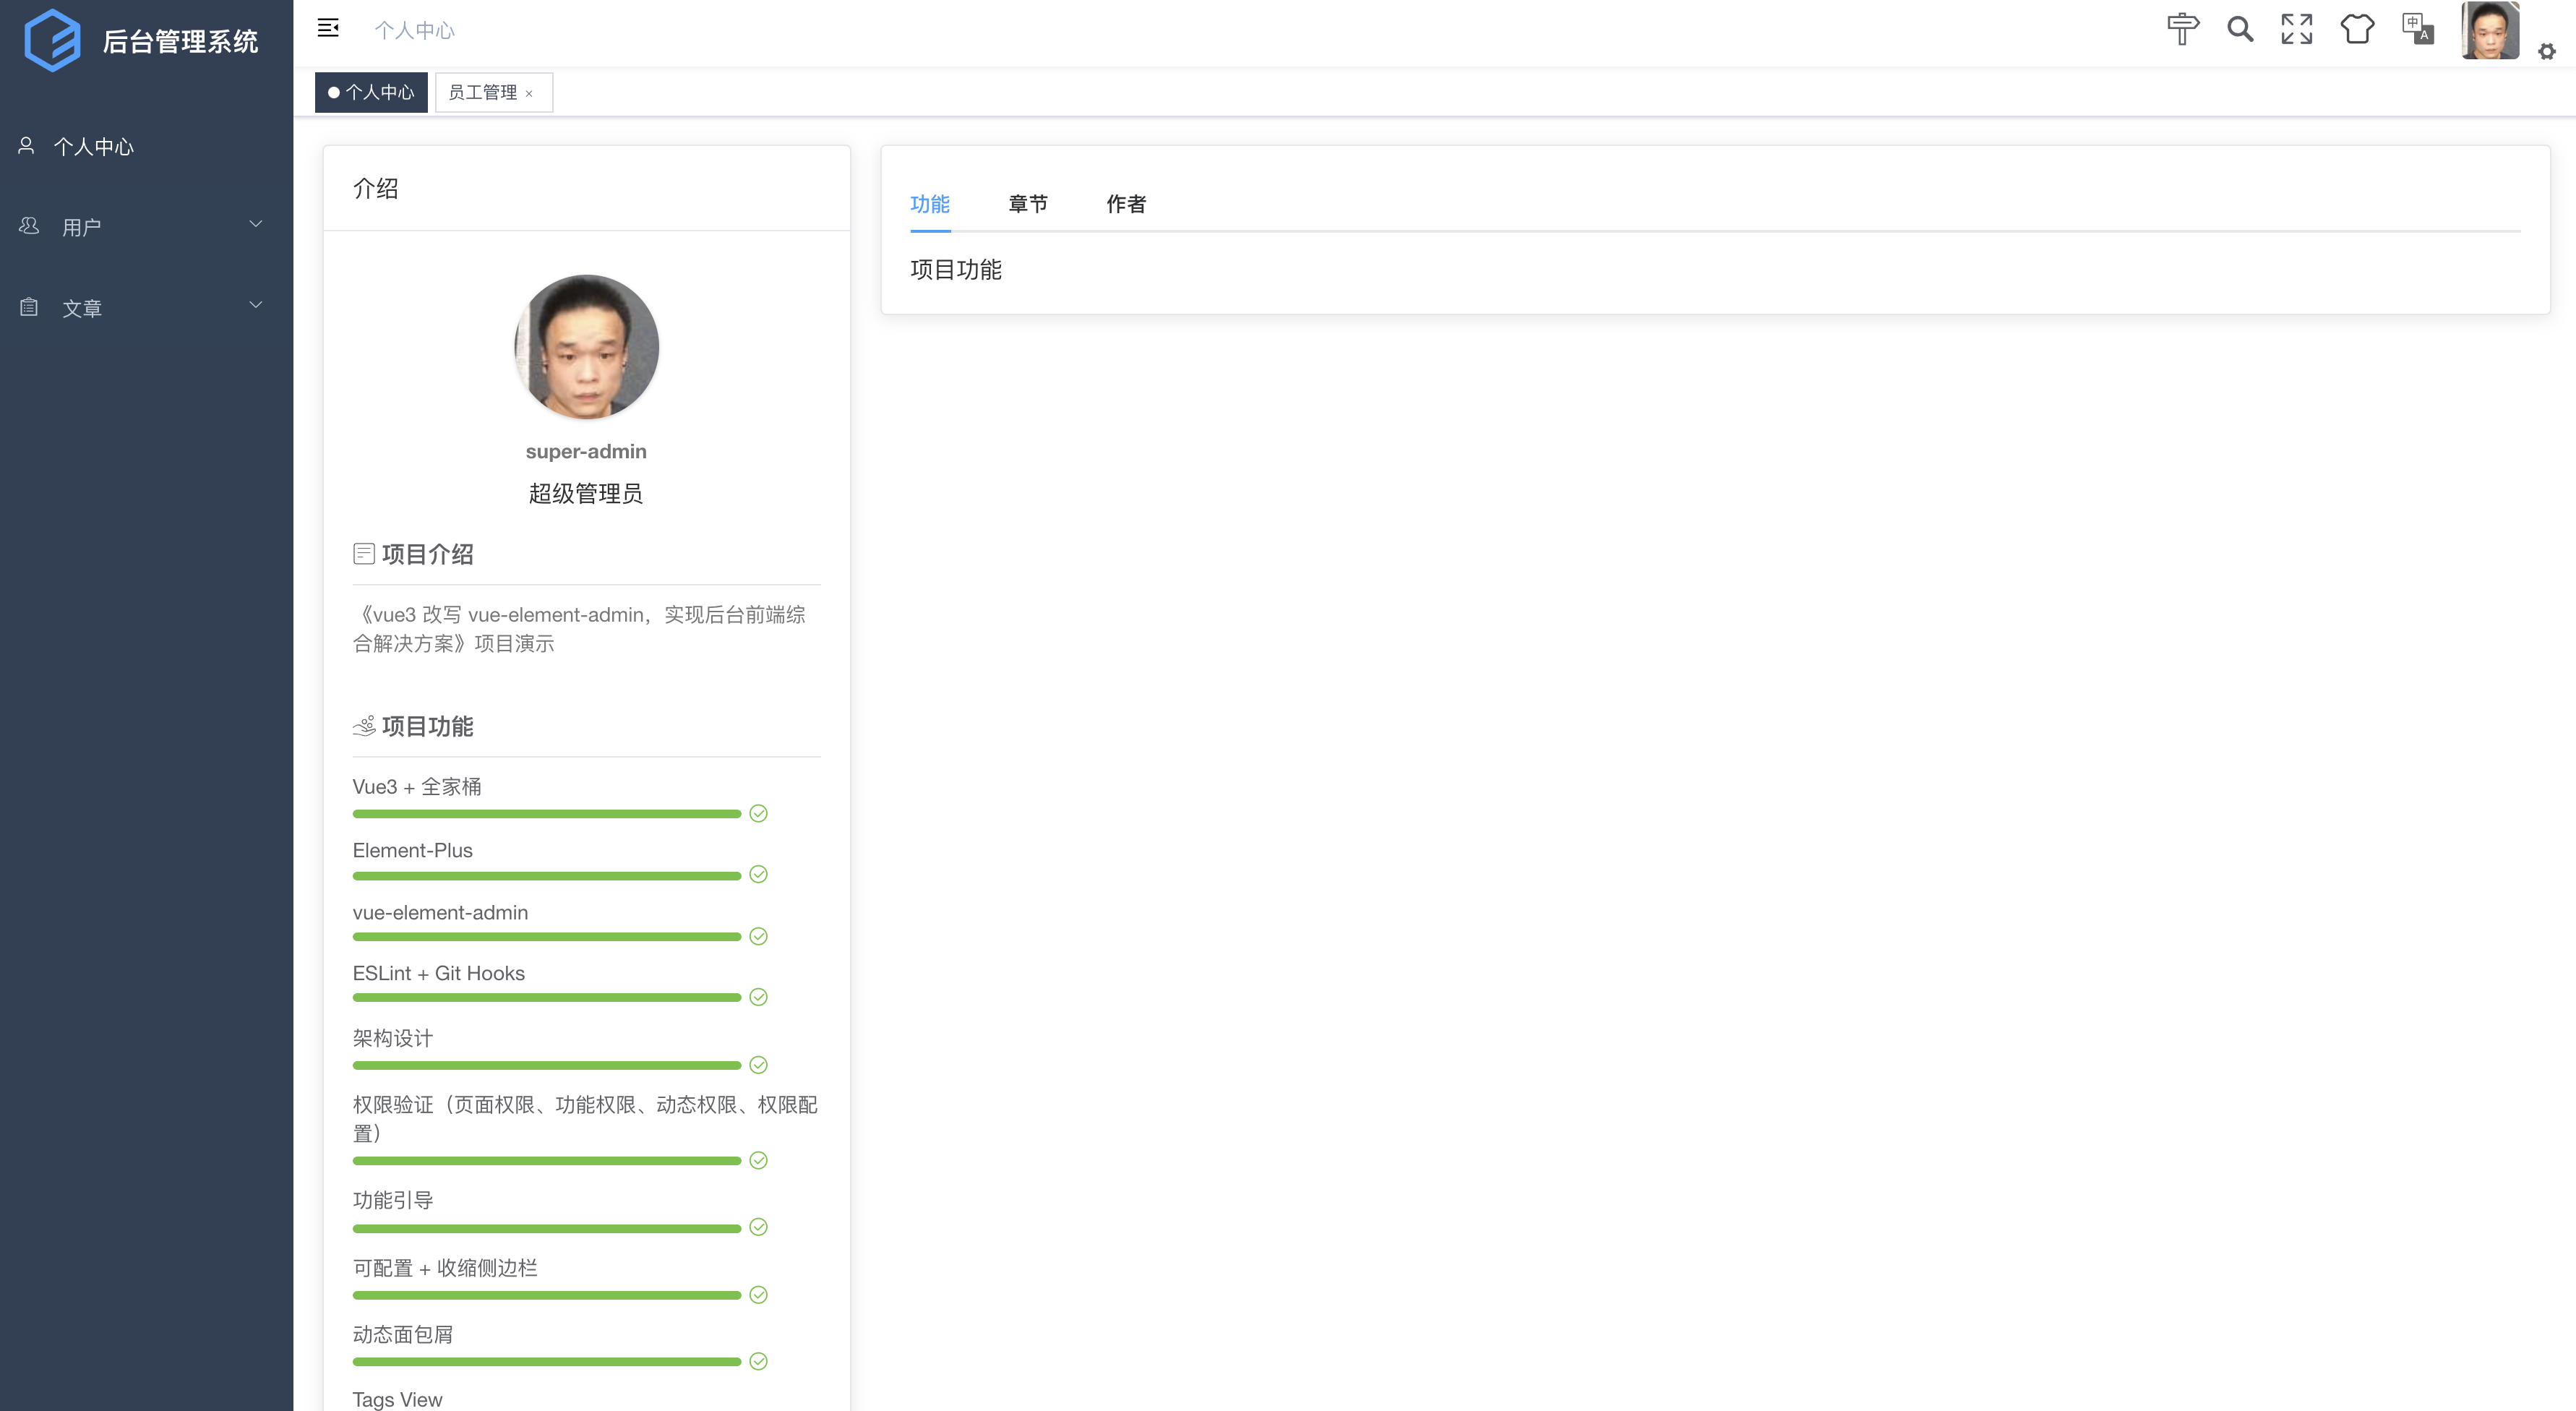 后台管理系统
个人中心
个人中心
员工管理 ×
个人中心
用户
文章
介绍
super-admin
超级管理员
项目介绍
《vue3 改写 vue-element-admin，实现后台前端综
合解决方案》项目演示
项目功能
Vue3 + 全家桶
Element-Plus
vue-element-admin
ESLint + Git Hooks
架构设计
权限验证（页面权限、功能权限、动态权限、权限配
置）
功能引导
可配置 + 收缩侧边栏
动态面包屑
Tags View
功能
章节
作者
项目功能
中
A